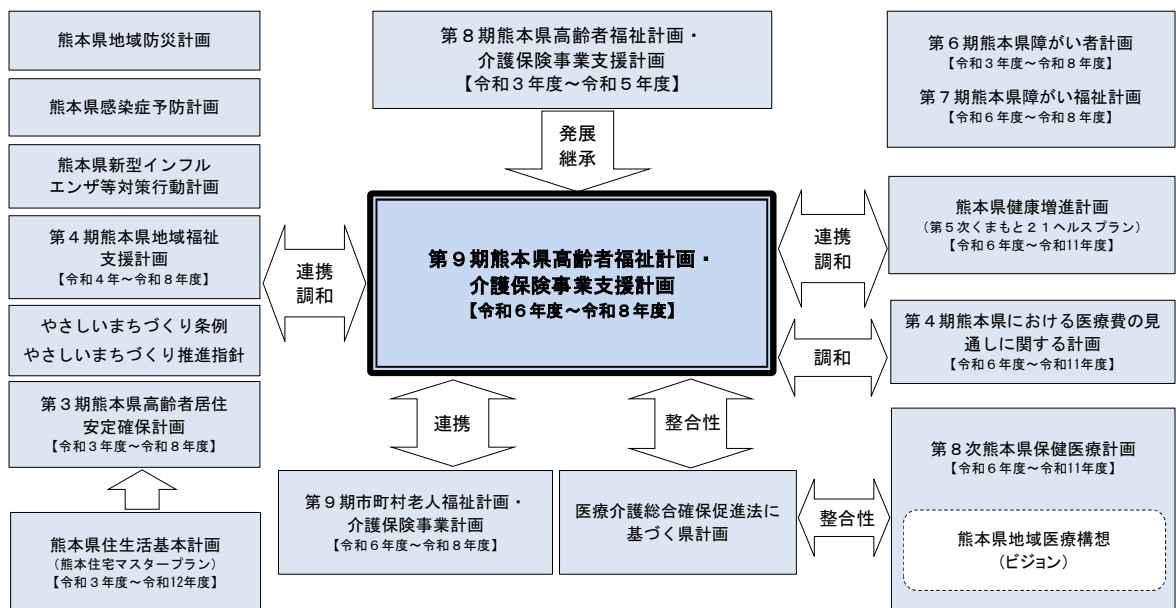 熊本県地域防災計画
熊本県感染症予防計画
熊本県新型インフル
エンザ等対策行動計画
第4期熊本県地域福祉
支援計画
【令和4年~令和8年度】
やさしいまちづくり条例
やさしいまちづくり推進指針
第3期熊本県高齢者居住
安定確保計画
【令和3年度~令和8年度】
熊本県住生活基本計画
(熊本住宅マスタープラン)
【令和3年度~令和12年度】
連携
調和
第8期熊本県高齢者福祉計画・
介護保険事業支援計画
【令和3年度~令和5年度】
発展
継承
第9期熊本県高齢者福祉計画・
介護保険事業支援計画
【令和6年度~令和8年度】
連携
整合性
第9期市町村老人福祉計画・
介護保険事業計画
【令和6年度~令和8年度】
医療介護総合確保促進法に
基づく県計画
連携
調和
調和
整合性
第6期熊本県障がい者計画
【令和3年度~令和8年度】
第7期熊本県障がい福祉計画
【令和6年度~令和8年度】
熊本県健康増進計画
(第5次くまもと21ヘルスプラン)
【令和6年度~令和11年度】
第4期熊本県における医療費の見
通しに関する計画
【令和6年度~令和11年度】
第8次熊本県保健医療計画
【令和6年度~令和11年度】
熊本県地域医療構想
(ビジョン)